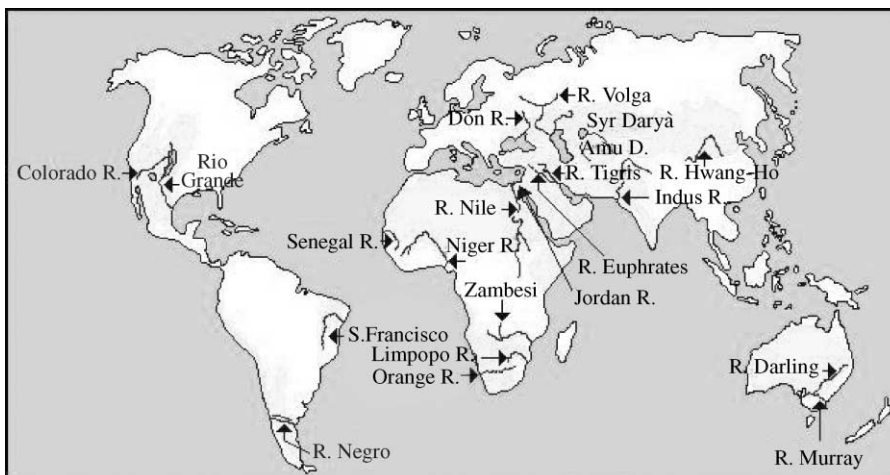 R. Volga
Don R.
Syr Darya
Amu D.
Colorado R.
Rio
Grande
R. Tigris
R. Hwang-Ho
Indus R.
R. Nile
Senegal R.
Niger R.
R. Euphrates
Jordan R.
Zambesi
S.Francisco
Limpopo R.
Orange R.
R. Darling
R. Negro
R. Murray